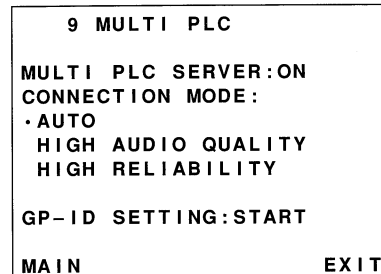 9 MULTI PLC
MULTI PLC SERVER:ON
CONNECTION MODE:
・AUTO
HIGH AUDIO QUALITY
HIGH RELIABILITY
GP-ID SETTING:START
MAIN EXIT